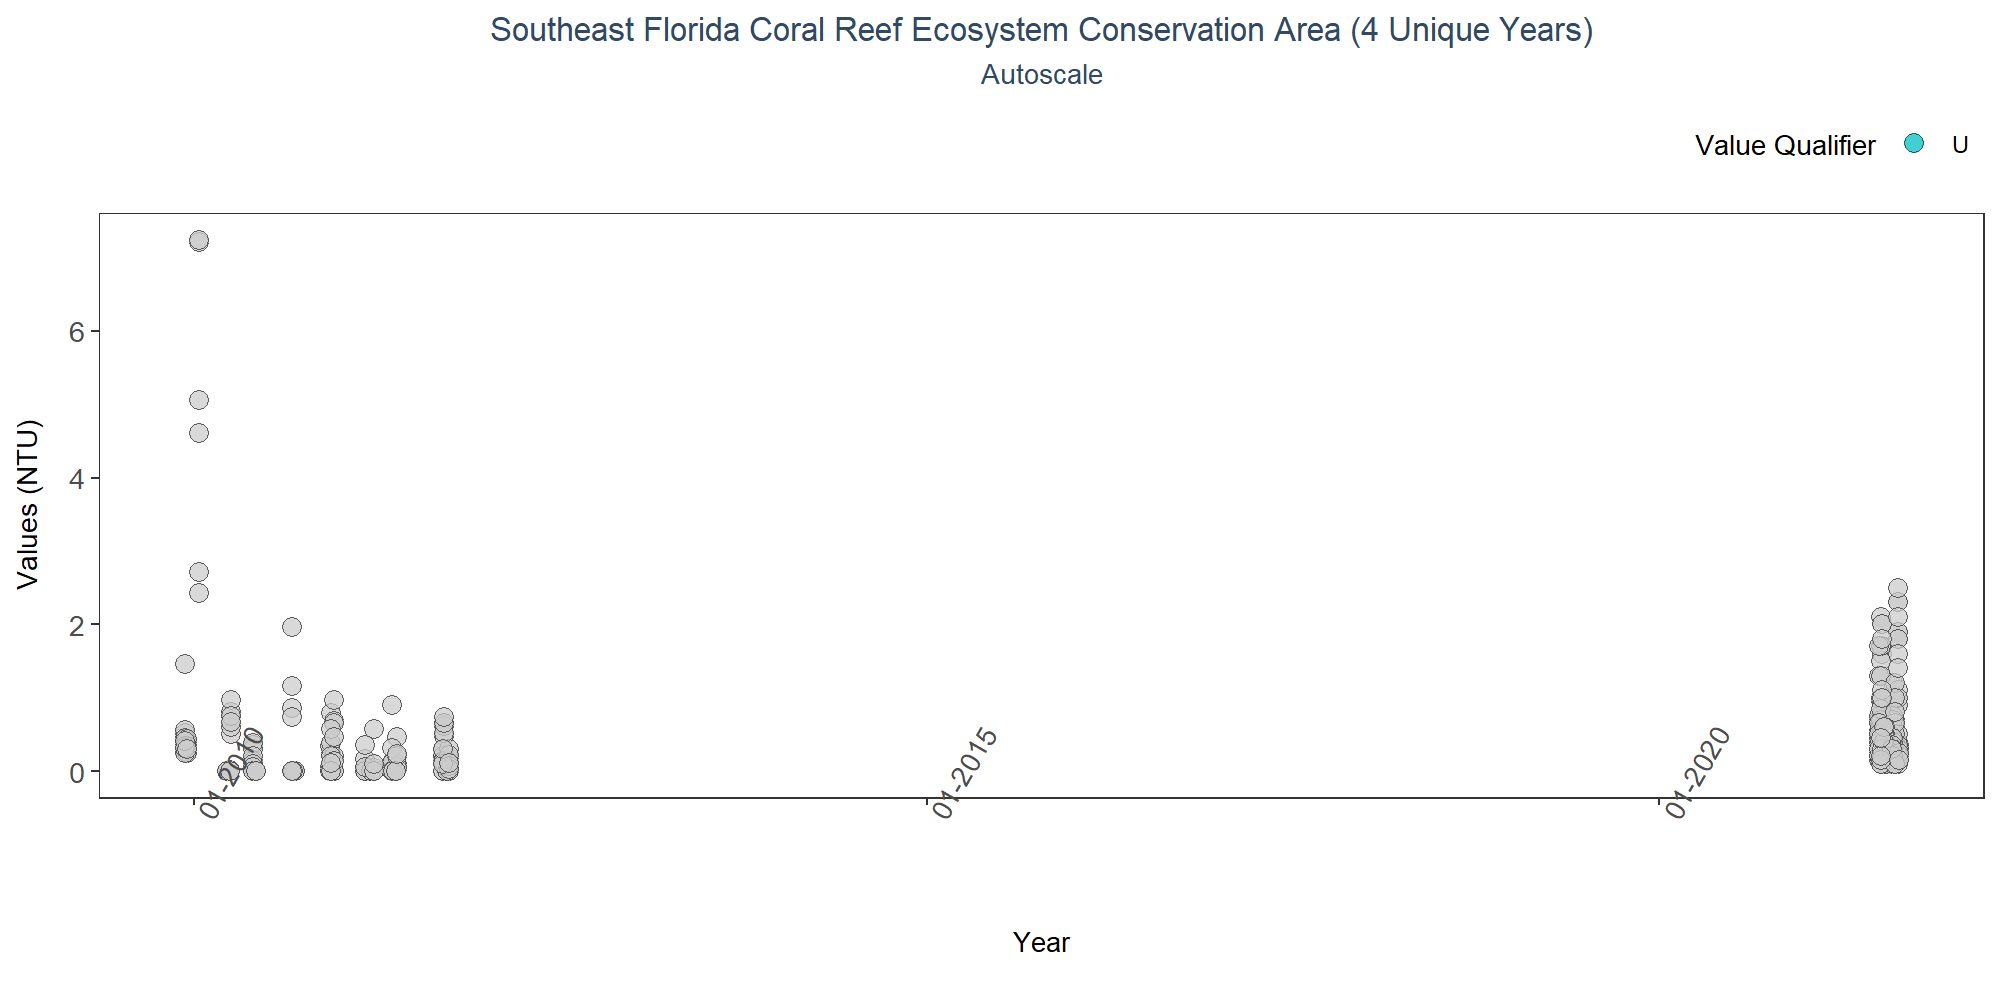 Southeast Florida Coral Reef Ecosystem Conservation Area (4 Unique Years)
Autoscale
Value Qualifier U
Values (NTU)
6
4
2
0
01-2010
01-2015
01-2020
Year